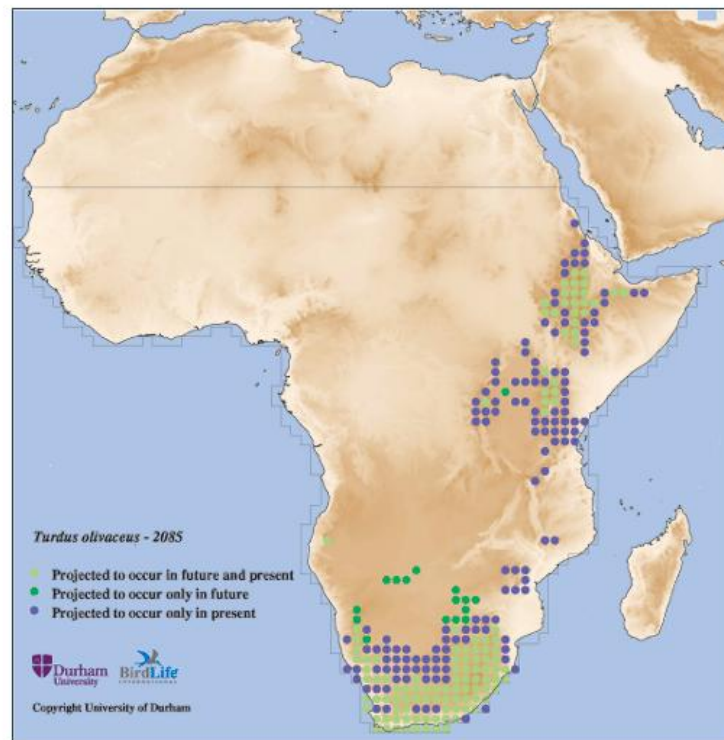 Turdus olivaceus - 2085
Projected to occur in future and present
Projected to occur only in future
Projected to occur only in present
Durham
University
BirdLife
INTERNATIONAL
Copyright University of Durham